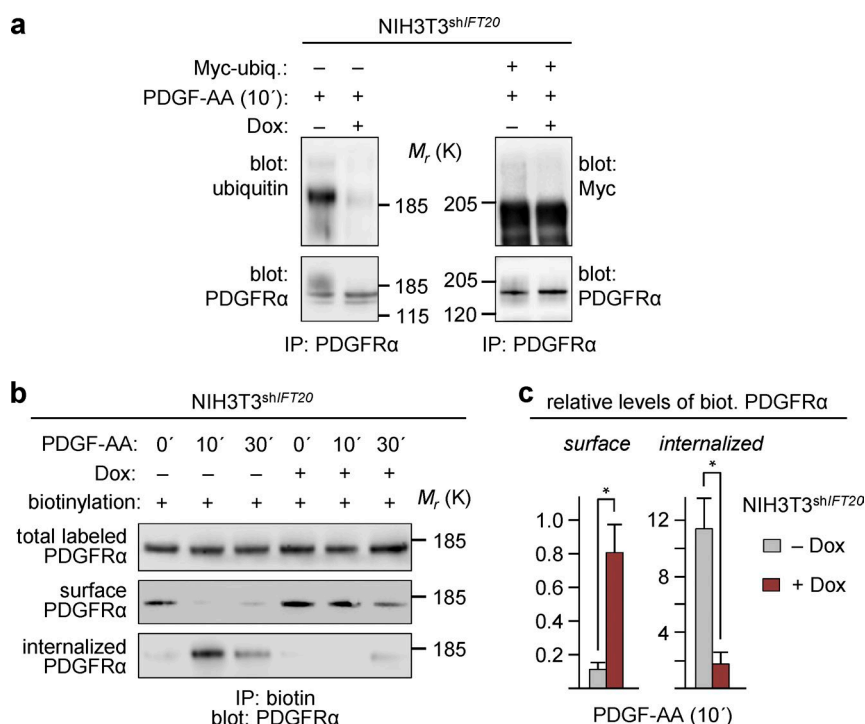 a
NIH3T3shIFT20
Myc-ubiq.: – – + +
PDGF-AA (10´): + + + +
Dox: – + – +
blot: ubiquitin
Mr (K)
185
205
blot: Myc
blot: PDGFRα
185
115
205
120
blot: PDGFRα
IP: PDGFRα IP: PDGFRα
b
NIH3T3shIFT20
PDGF-AA: 0´ 10´ 30´ 0´ 10´ 30´
Dox: – – – + + +
biotinylation: + + + + + + Mr (K)
total labeled PDGFRα 185
surface PDGFRα 185
internalized PDGFRα 185
IP: biotin
blot: PDGFRα
c
relative levels of biot. PDGFRα
surface internalized
1.0
0.8
0.6
0.4
0.2
*
12
10
6
2
*
NIH3T3shIFT20
– Dox
+ Dox
PDGF-AA (10´)